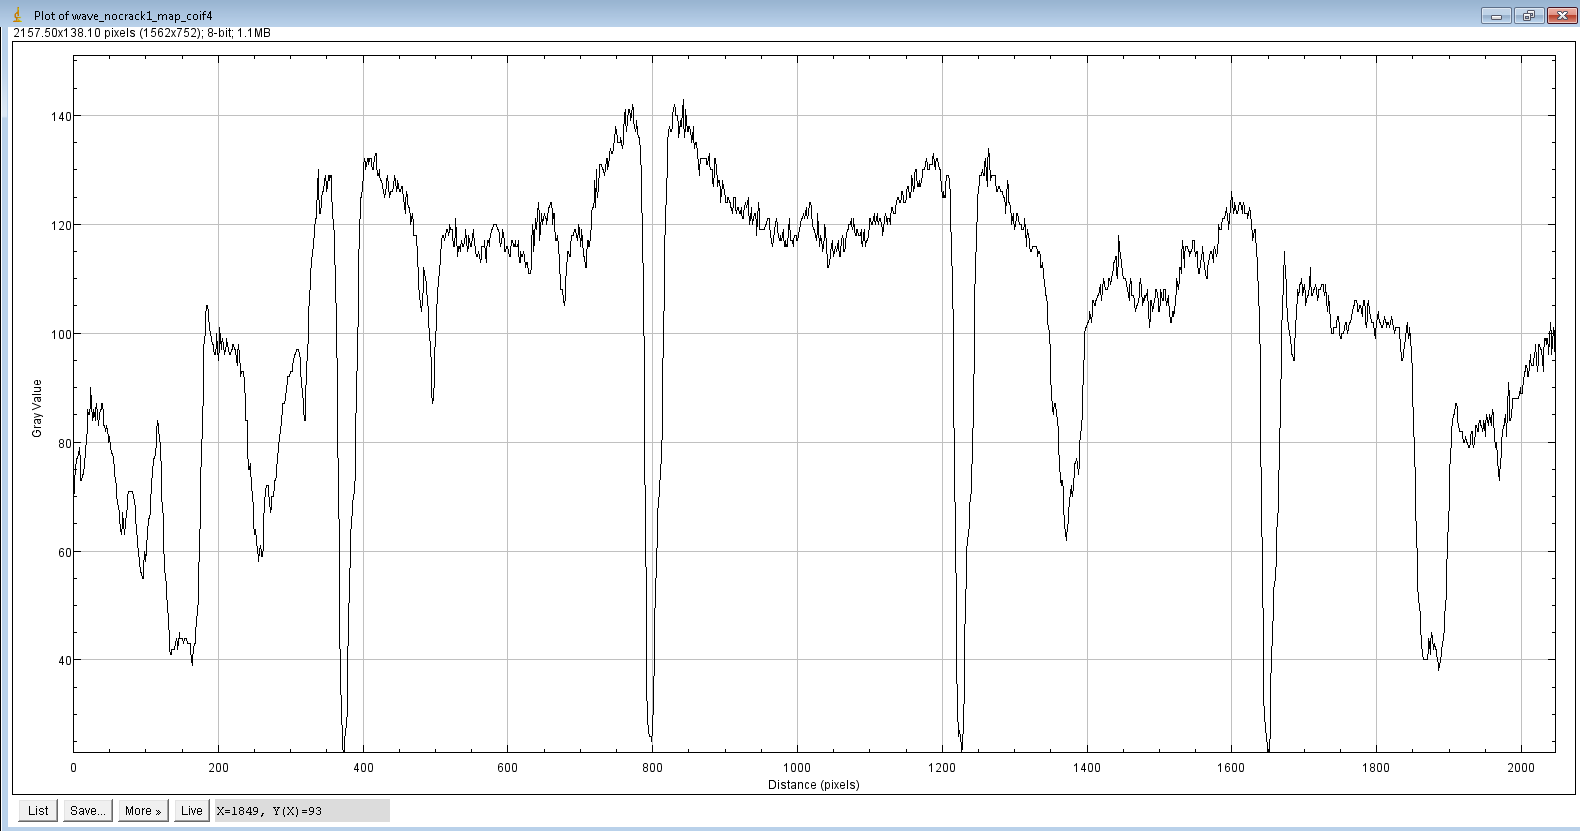 Plot of wave_nocrack1_map_coif4
2157.50x138.10 pixels (1562x752); 8-bit; 1.1MB
140
120
100
80
60
40
Gray Value
0 200 400 600 800 1000 1200 1400 1600 1800 2000
Distance (pixels)
List Save... More » Live X=1849, Y(X)=93